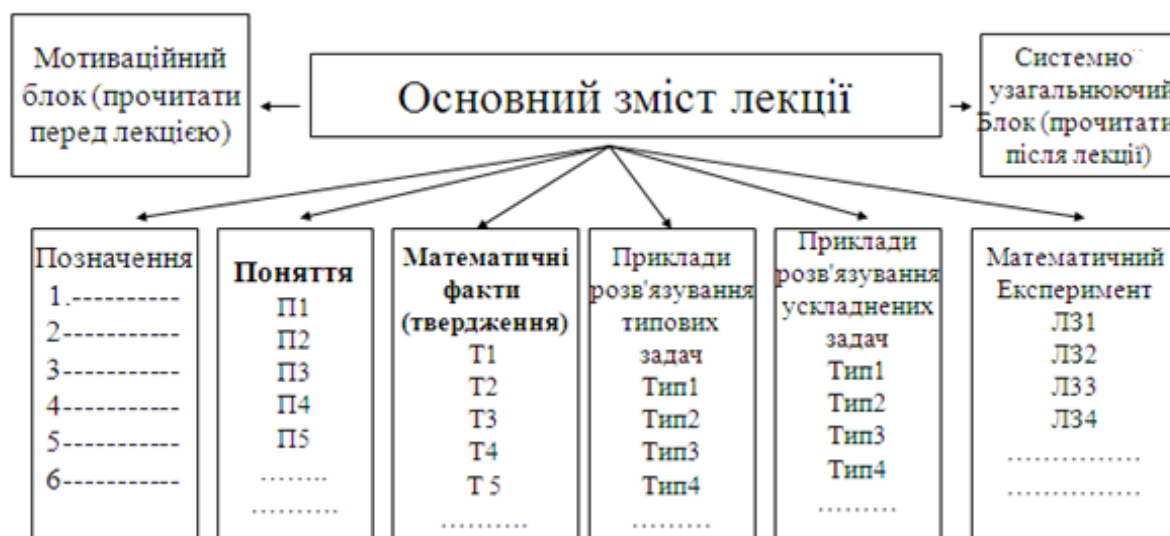 Мотиваційний
блок (прочитати
перед лекцією)
Основний зміст лекції
Системно
узагальнюючий
Блок (прочитати
після лекції)
Позначення
1.----------
2-----------
3-----------
4-----------
5-----------
6-----------
Поняття
П1
П2
П3
П4
П5
........
..........
Математичні
факти
(твердження)
Т1
Т2
Т3
Т4
Т 5
..........
Приклади
розв'язування
типових
задач
Тип1
Тип2
Тип3
Тип4
.........
Приклади
розв'язування
ускладнених
задач
Тип1
Тип2
Тип3
Тип4
.........
Математичний
Експеримент
ЛЗ1
ЛЗ2
ЛЗ3
ЛЗ4
...............
...............